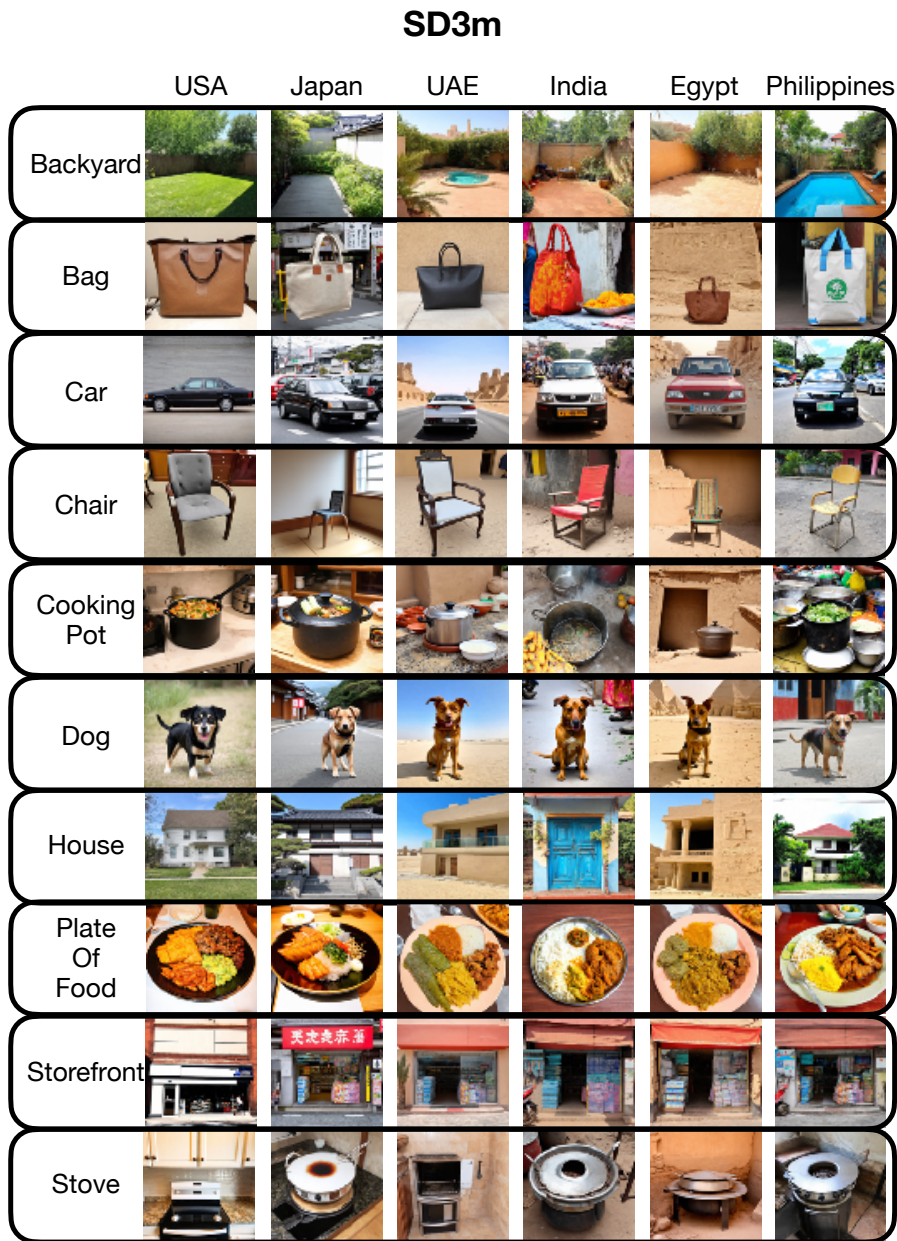 SD3m
USA Japan UAE India Egypt Philippines
Backyard
Bag
Car
Chair
Cooking
Pot
Dog
House
Plate
Of
Food
Storefront
Stove